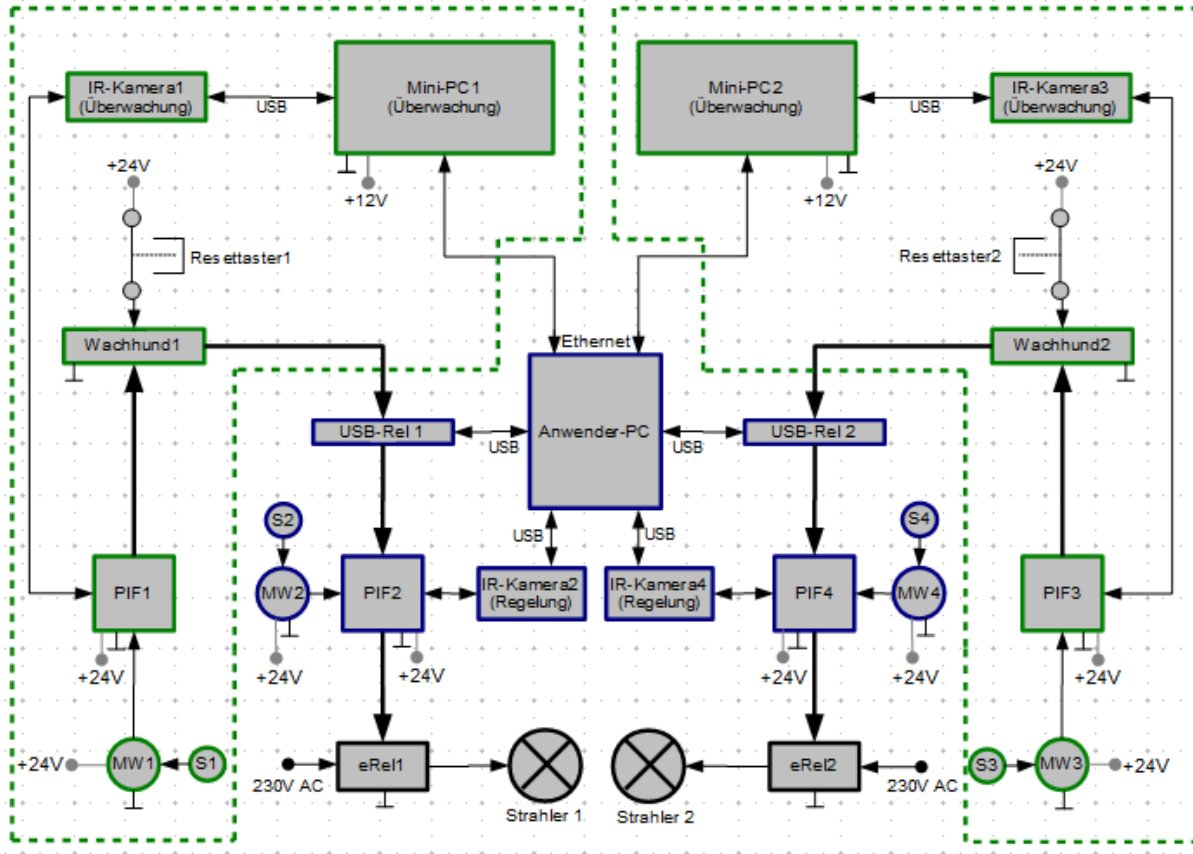 IR-Kamera1
(Überwachung)
USB
Mini-PC1
(Überwachung)
Mini-PC2
(Überwachung)
USB
IR-Kamera3
(Überwachung)
+24V
+12V
+12V
+24V
Resettaster1
Resettaster2
Wachhund1
Ethernet
Wachhund2
USB-Rel 1
USB
Anwender-PC
USB
USB-Rel 2
S2
S4
USB
USB
PIF1
MW2
PIF2
IR-Kamera2
(Regelung)
IR-Kamera4
(Regelung)
PIF4
MW4
PIF3
+24V
+24V
+24V
+24V
+24V
+24V
+24V
MW1
S1
eRel1
eRel2
S3
MW3
+24V
230V AC
230V AC
Strahler 1
Strahler 2